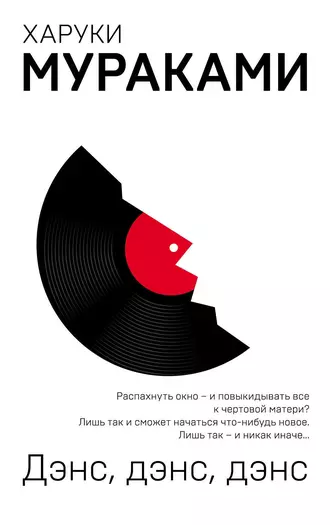 ХАРУКИ
МУРАКАМИ
Распахнуть окно – и повыкидывать все
к чертовой матери?
Лишь так и сможет начаться что-нибудь новое.
Лишь так – и никак иначе...
Дэнс, дэнс, дэнс